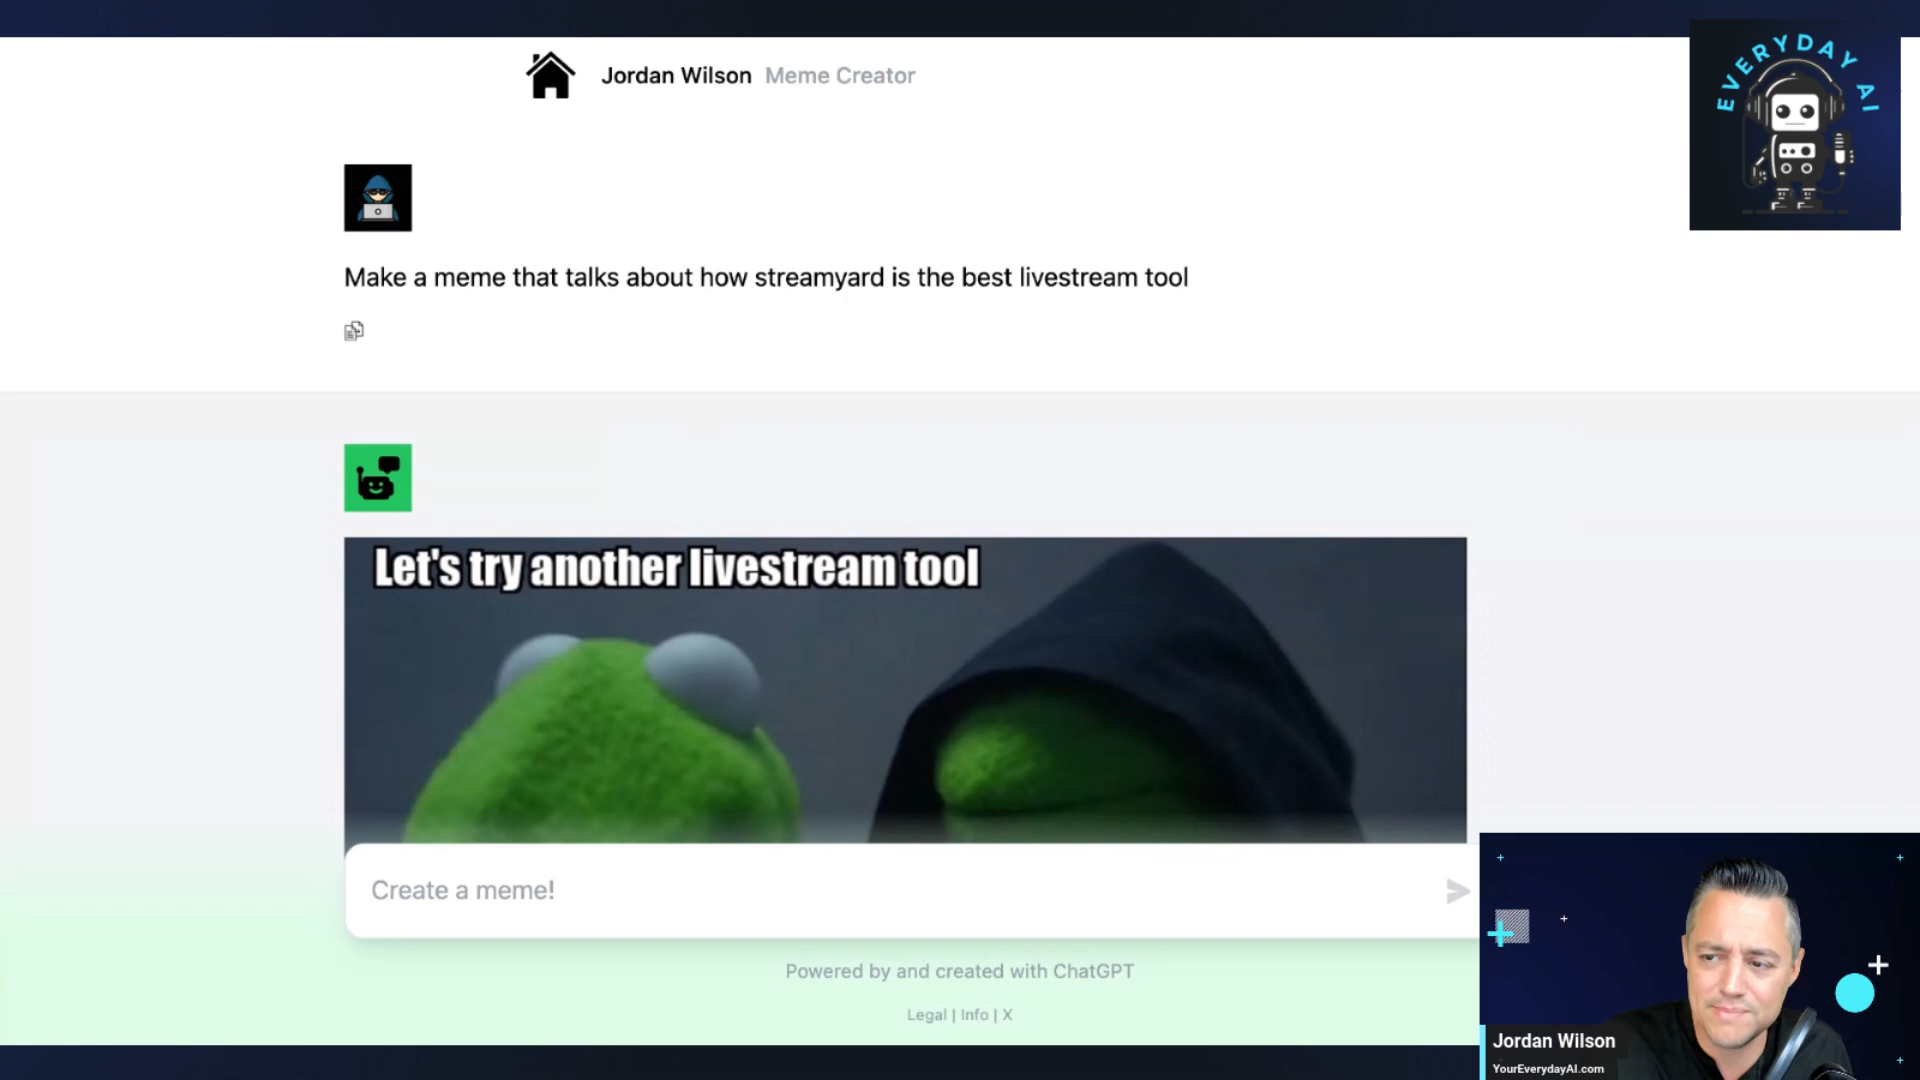 EVERYDAY AI
Jordan Wilson Meme Creator
Make a meme that talks about how streamyard is the best livestream tool
Let's try another livestream tool
Create a meme!
Powered by and created with ChatGPT
Legal | Info | X
Jordan Wilson
YourEverydayAI.com